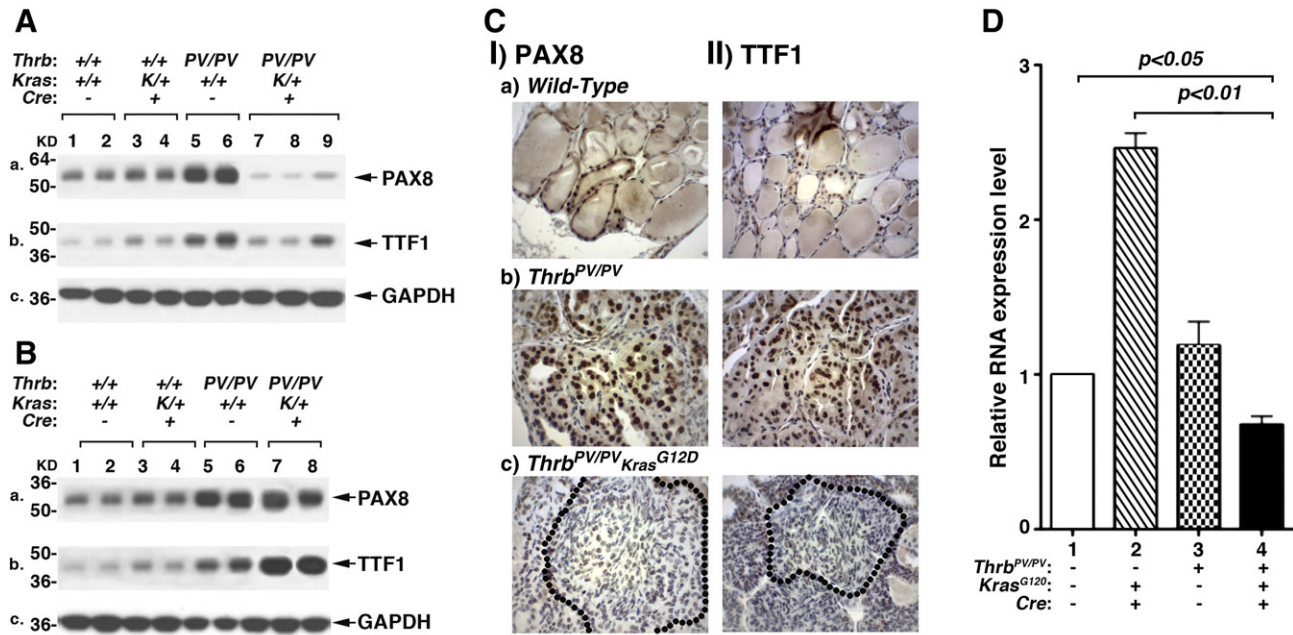 A
Thrb: +/+ +/+ PV/PV PV/PV
Kras: +/+ K/+ +/+ K/+
Cre: - + - +
KD 1 2 3 4 5 6 7 8 9
a. 64-
50-
PAX8
b. 50-
36-
TTF1
c. 36-
GAPDH
B
Thrb: +/+ +/+ PV/PV PV/PV
Kras: +/+ K/+ +/+ K/+
Cre: - + - +
KD 1 2 3 4 5 6 7 8
a. 36-
50-
PAX8
b. 50-
36-
TTF1
c. 36-
GAPDH
C
I) PAX8 II) TTF1
a) Wild-Type
b) Thrb^PV/PV
c) Thrb^PV/PV Kras^G12D
D
p<0.05
p<0.01
Relative RNA expression level
3
2
1
0
1 2 3 4
Thrb^PV/PV: - - + +
Kras^G120: - + - +
Cre: - + - +